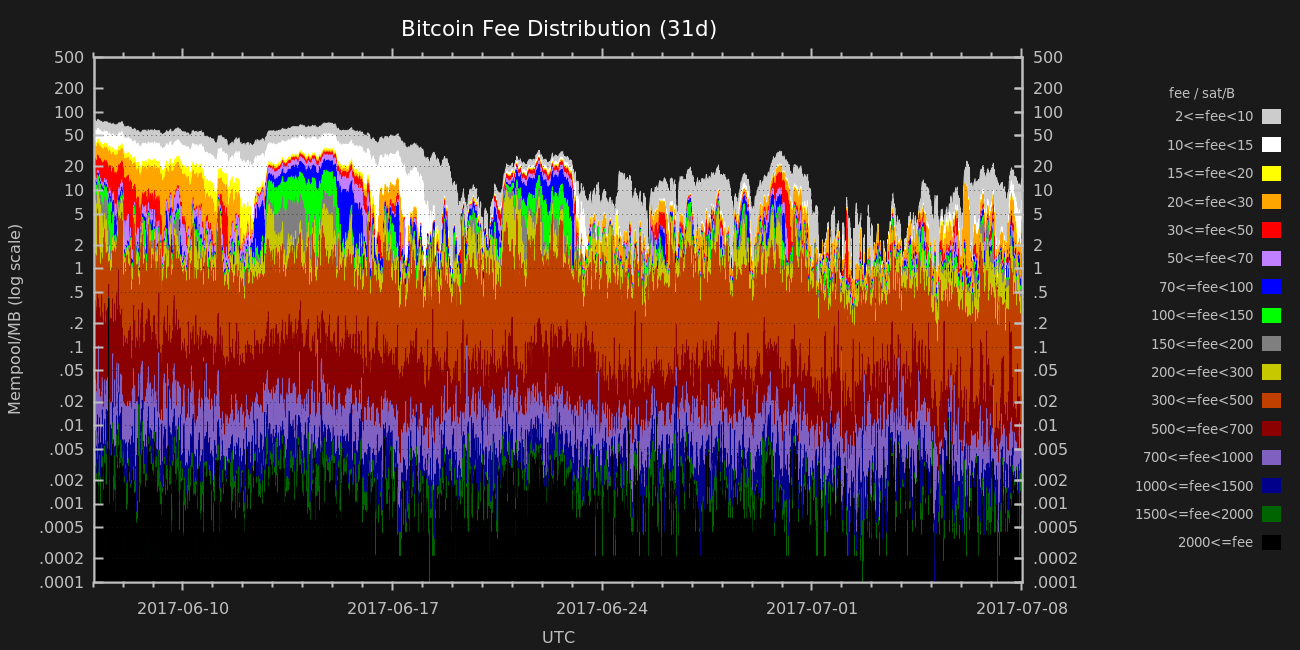 Bitcoin Fee Distribution (31d)
500
200
100
50
20
10
5
2
1
.5
.2
.1
.05
.02
.01
.005
.002
.001
.0005
.0002
.0001
Mempool/MB (log scale)
500
200
100
50
20
10
5
2
1
.5
.2
.1
.05
.02
.01
.005
.002
.001
.0005
.0002
.0001
2017-06-10 2017-06-17 2017-06-24 2017-07-01 2017-07-08
UTC
fee / sat/B
2<=fee<10
10<=fee<15
15<=fee<20
20<=fee<30
30<=fee<50
50<=fee<70
70<=fee<100
100<=fee<150
150<=fee<200
200<=fee<300
300<=fee<500
500<=fee<700
700<=fee<1000
1000<=fee<1500
1500<=fee<2000
2000<=fee